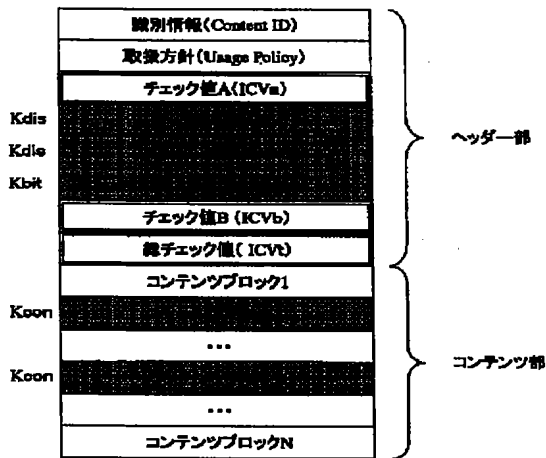 識別情報(Content ID)
取扱方針(Usage Policy)
チェック値A(ICVa)
Kdis
Kdie
Kbit
ヘッダー部
チェック値B (ICVb)
総チェック値( ICVt)
コンテンツブロック1
Kcon
...
Kcon
コンテンツ部
...
コンテンツブロックN